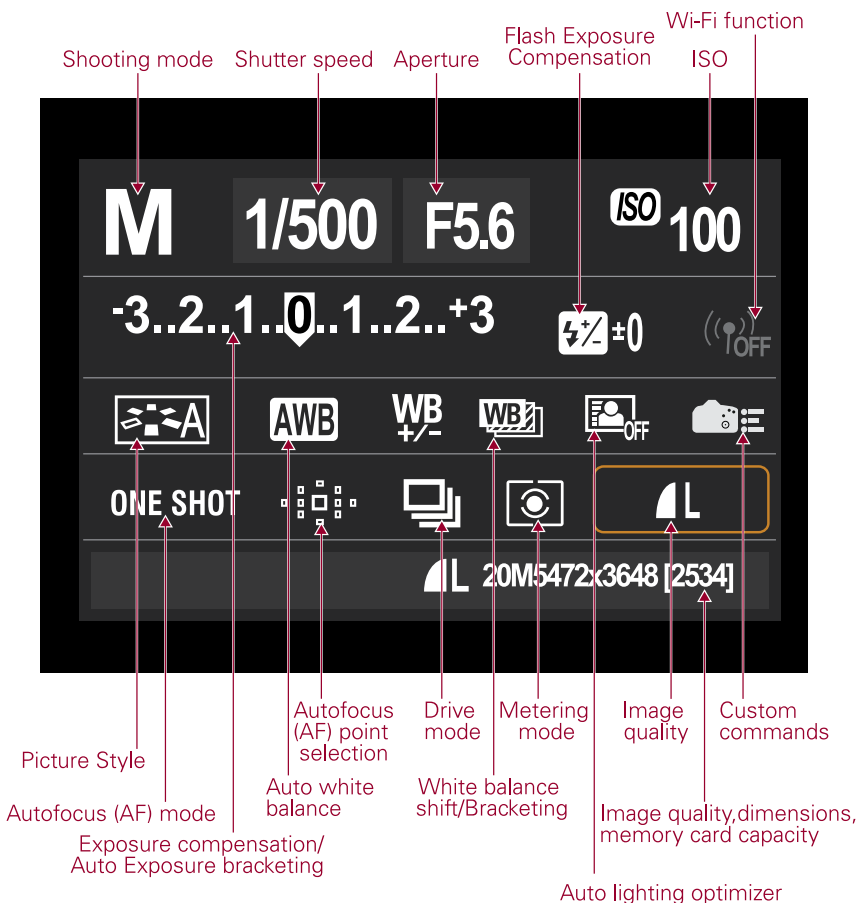 Wi-Fi function
Flash Exposure
Compensation
Shooting mode
Shutter speed
Aperture
ISO
M
1/500
F5.6
ISO
100
-3..2..1..0..1..2..+3
±0
OFF
A
AWB
WB
+/-
WB
OFF
ONE SHOT
L
L 20M5472x3648 [2534]
Autofocus
(AF) point
selection
Drive
mode
Metering
mode
Image
quality
Custom
commands
Picture Style
Auto white
balance
White balance
shift/Bracketing
Autofocus (AF) mode
Image quality,dimensions,
memory card capacity
Exposure compensation/
Auto Exposure bracketing
Auto lighting optimizer